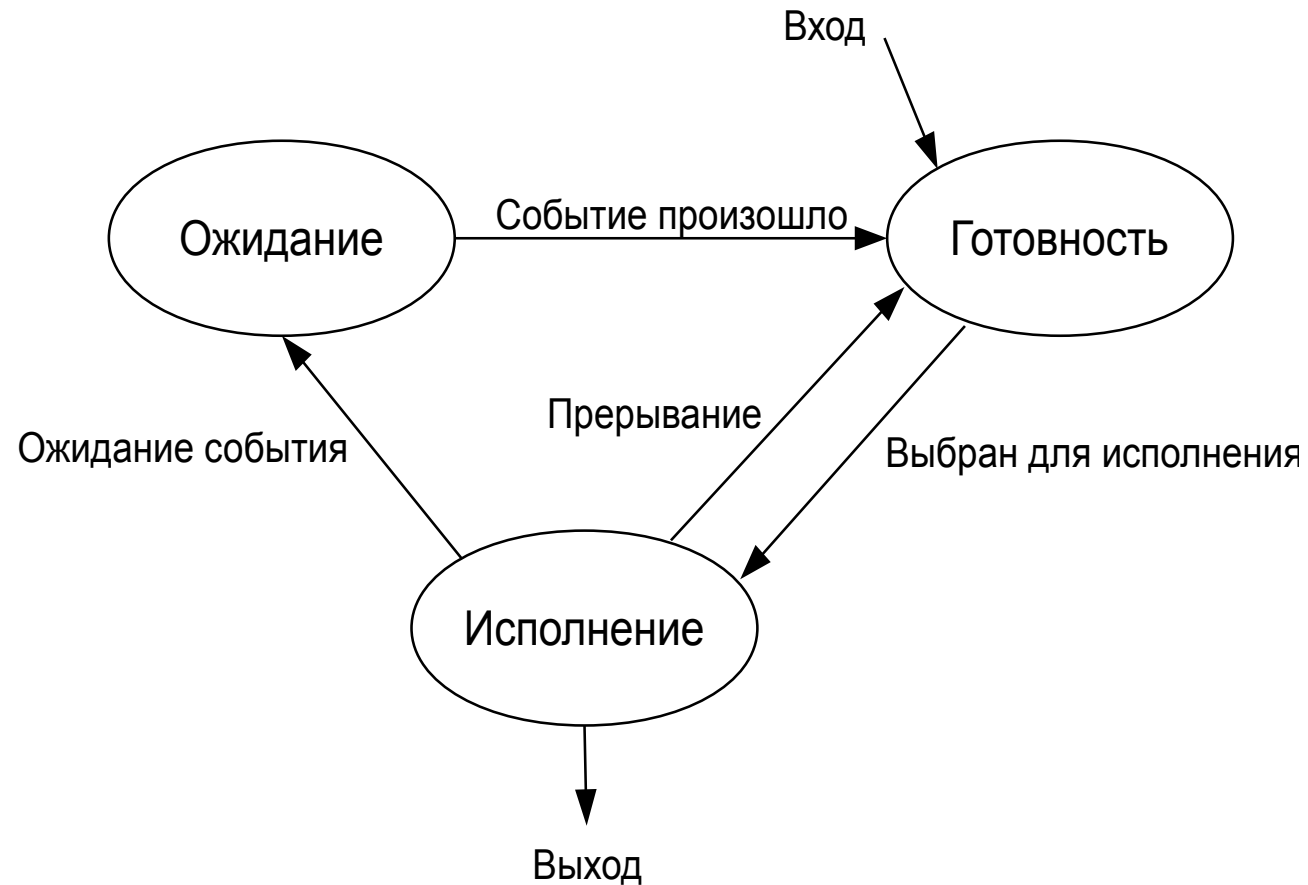 Вход
Событие произошло
Ожидание
Готовность
Прерывание
Ожидание события
Выбран для исполнения
Исполнение
Выход